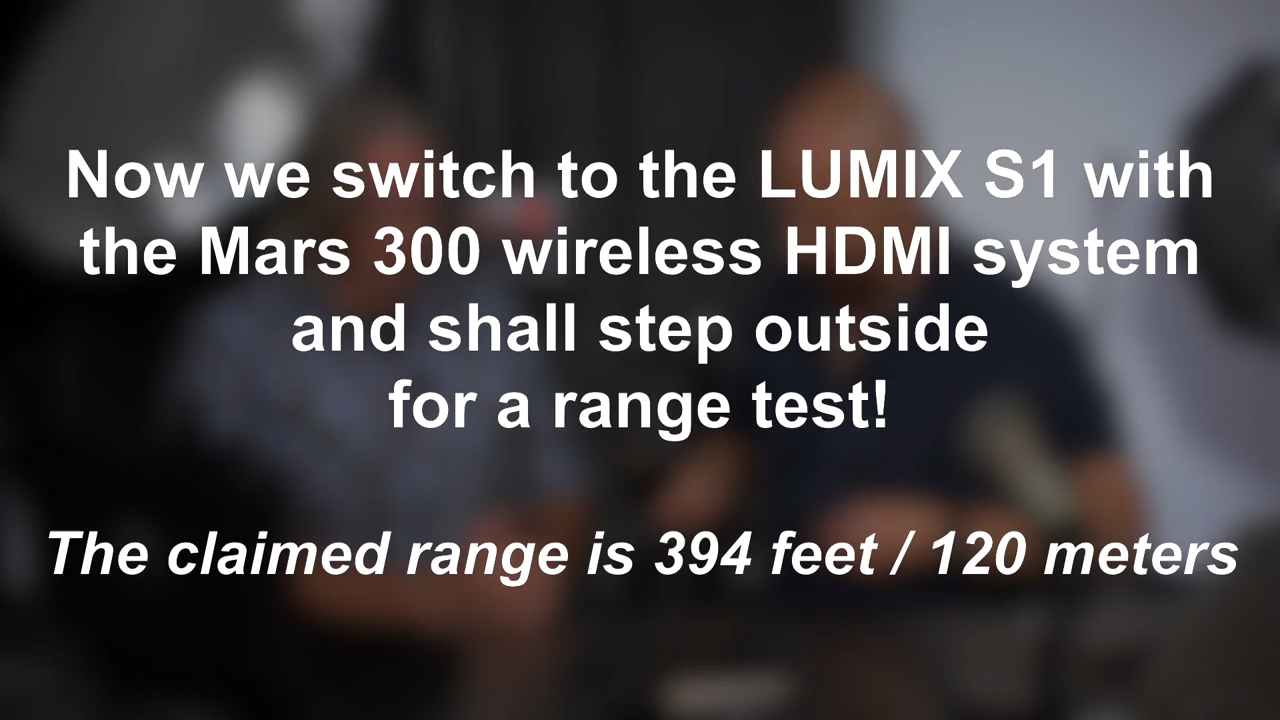 Now we switch to the LUMIX S1 with
the Mars 300 wireless HDMI system
and shall step outside
for a range test!
The claimed range is 394 feet / 120 meters